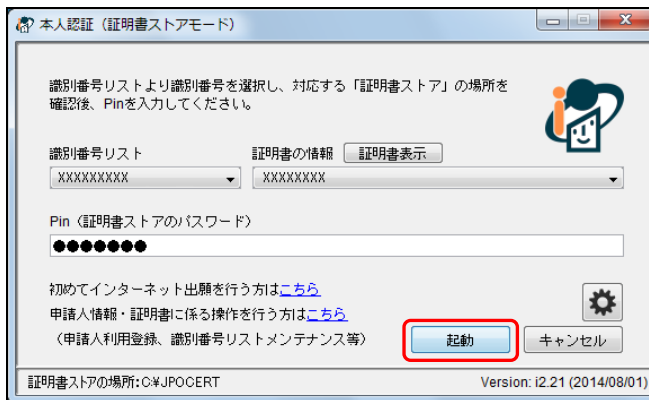 本人認証（証明書ストアモード）
識別番号リストより識別番号を選択し、対応する「証明書ストア」の場所を
確認後、Pinを入力してください。
識別番号リスト 証明書の情報 証明書表示
XXXXXXXXX XXXXXXXX
Pin（証明書ストアのパスワード）
●●●●●●●
初めてインターネット出願を行う方はこちら
申請人情報・証明書に係る操作を行う方はこちら
（申請人利用登録、識別番号リストメンテナンス等） 起動 キャンセル
証明書ストアの場所:C:¥JPOCERT Version: i2.21 (2014/08/01)